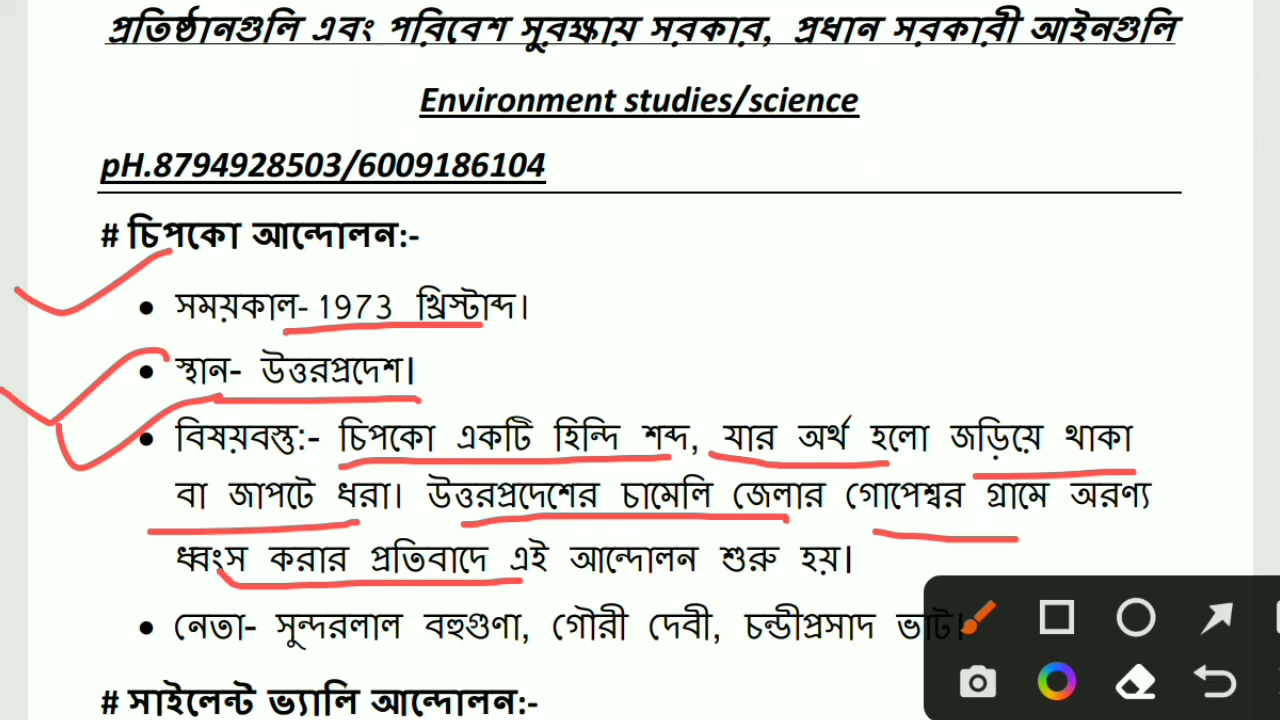 প্রতিষ্ঠানগুলি এবং পরিবেশ সুরক্ষায় সরকার, প্রধান সরকারী আইনগুলি
Environment studies/science
pH.8794928503/6009186104
# চিপকো আন্দোলন:-
• সময়কাল- 1973 খ্রিস্টাব্দ।
• স্থান- উত্তরপ্রদেশ।
• বিষয়বস্তু:- চিপকো একটি হিন্দি শব্দ, যার অর্থ হলো জড়িয়ে থাকা
বা জাপটে ধরা। উত্তরপ্রদেশের চামেলি জেলার গোপেশ্বর গ্রামে অরণ্য
ধ্বংস করার প্রতিবাদে এই আন্দোলন শুরু হয়।
• নেতা- সুন্দরলাল বহুগুণা, গৌরী দেবী, চন্ডীপ্রসাদ ভাট।
# সাইলেন্ট ভ্যালি আন্দোলন:-